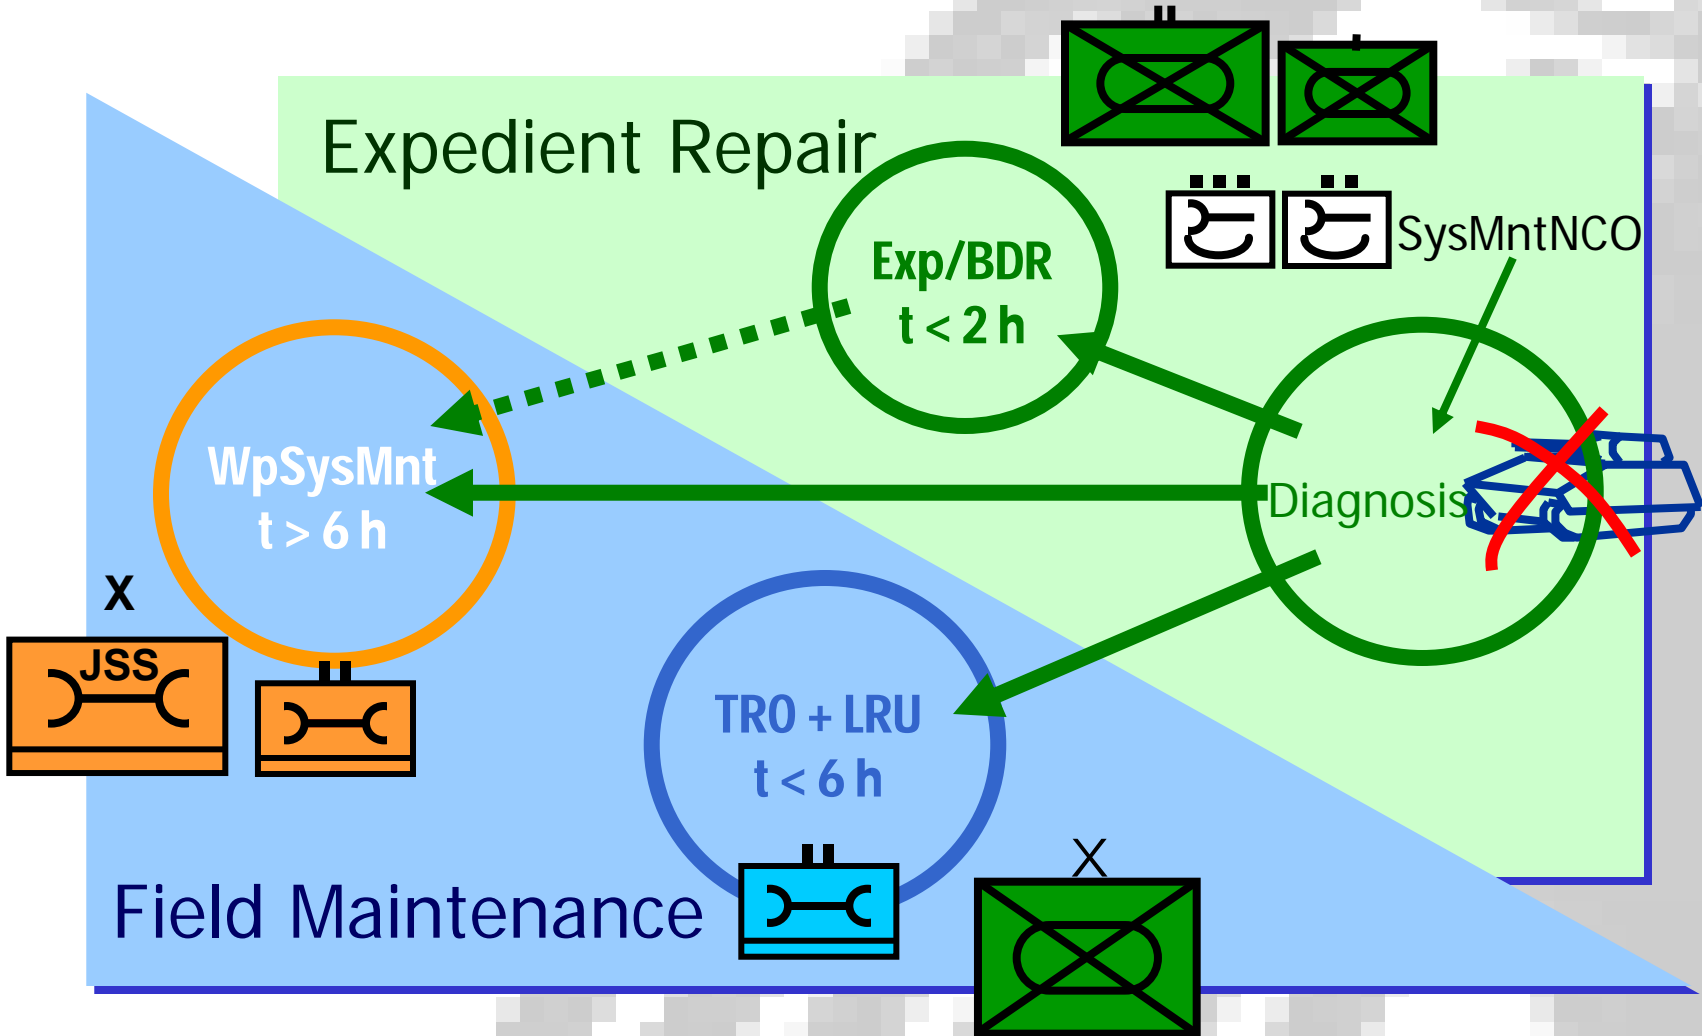 Expedient Repair
SysMntNCO
Exp/BDR
t < 2 h
WpSysMnt
t > 6 h
Diagnosis
X
JSS
TRO + LRU
t < 6 h
X
Field Maintenance